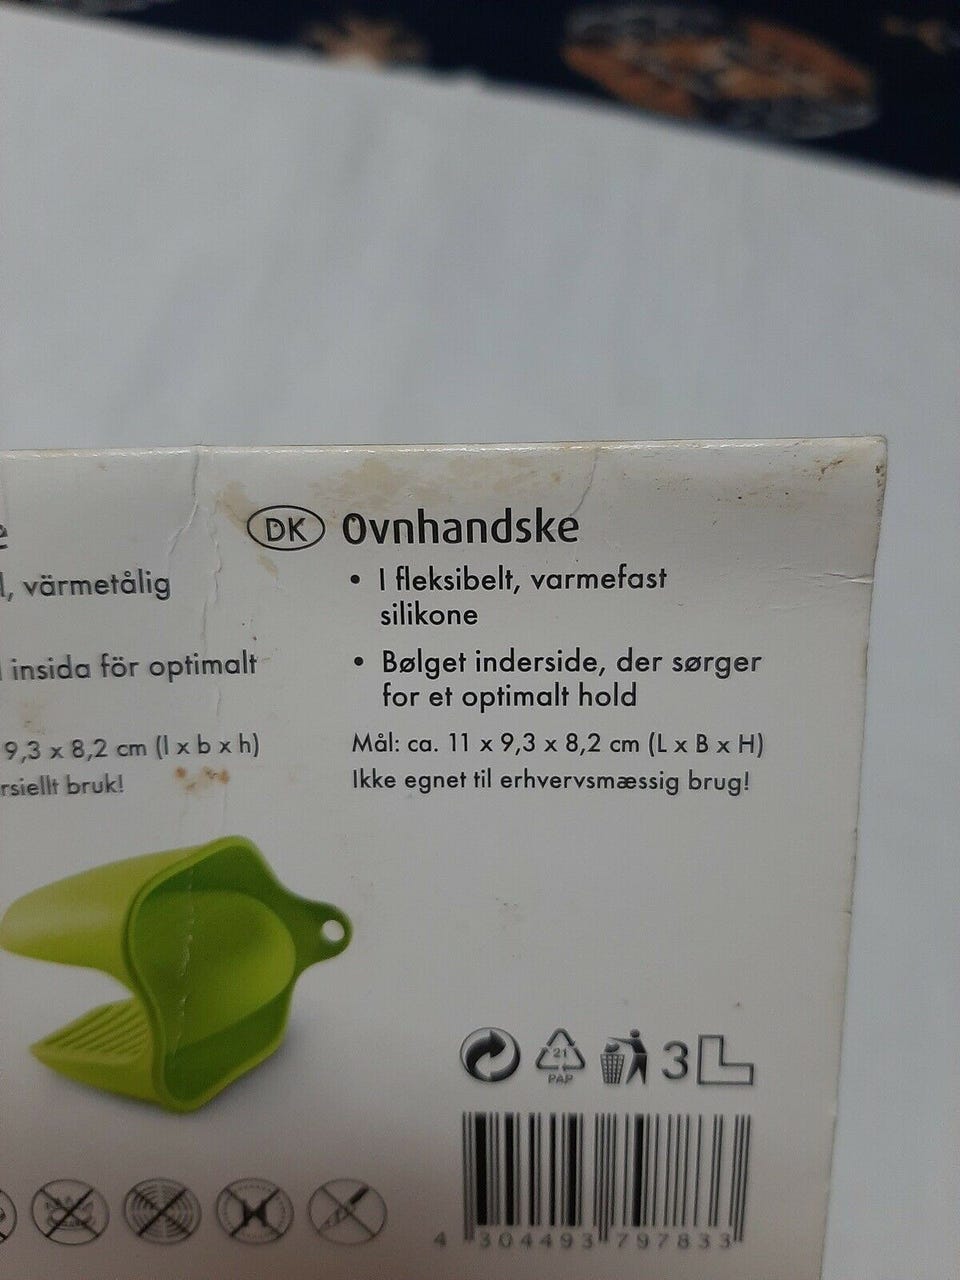 värmetålig
insida för optimalt
9,3 x 8,2 cm (l x b x h)
bruk!
DK Ovnhandske
• I fleksibelt, varmefast
silikone
• Bølget inderside, der sørger
for et optimalt hold
Mål: ca. 11 x 9,3 x 8,2 cm (L x B x H)
Ikke egnet til erhvervsmæssig brug!
21
PAP
3
4 304493 797833